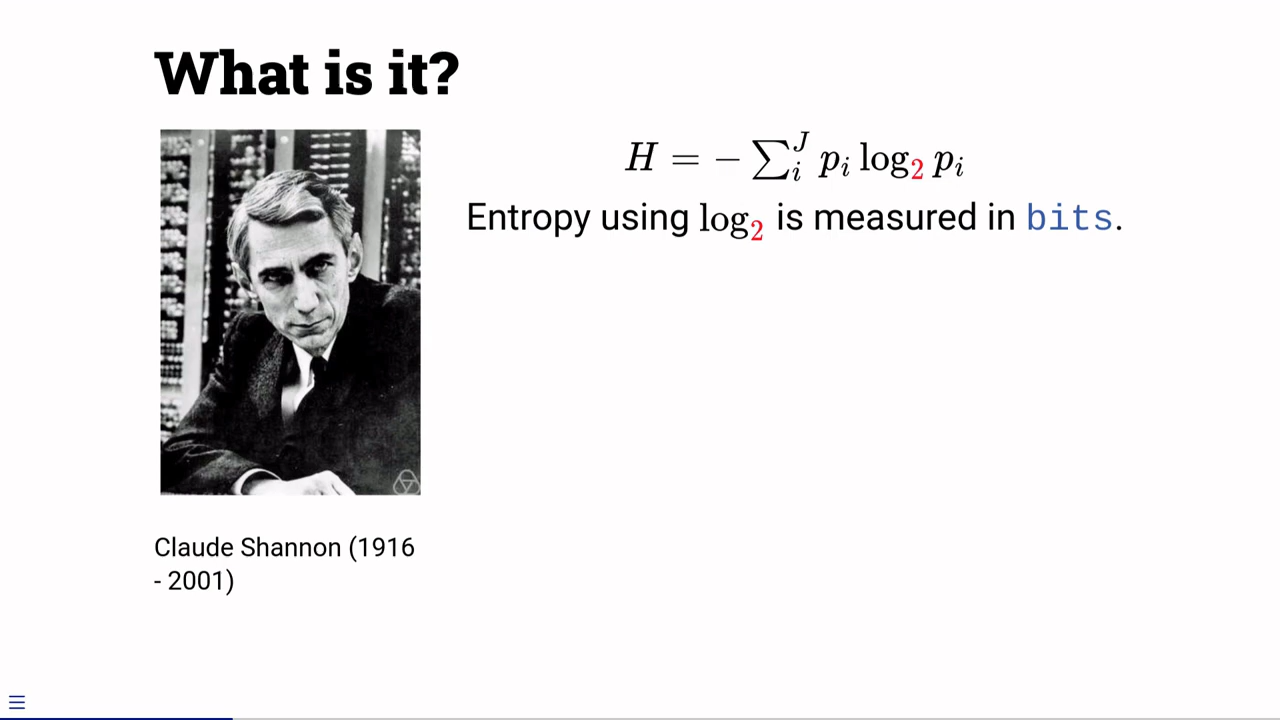 What is it?
H = − ∑ᵢᴶ pᵢ log₂ pᵢ
Entropy using log₂ is measured in bits.
Claude Shannon (1916
- 2001)